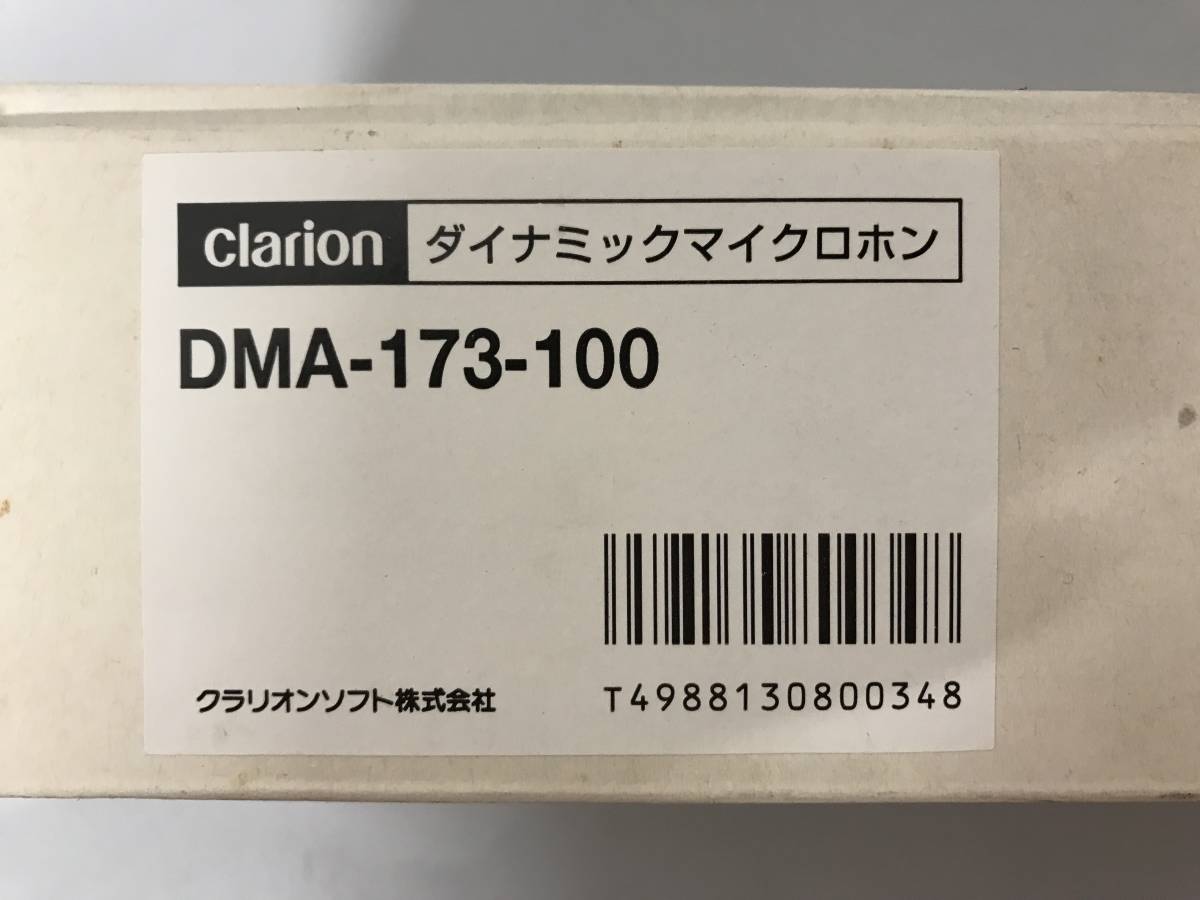 Clarion ダイナミックマイクロホン
DMA-173-100
クラリオンソフト株式会社 T4988130800348